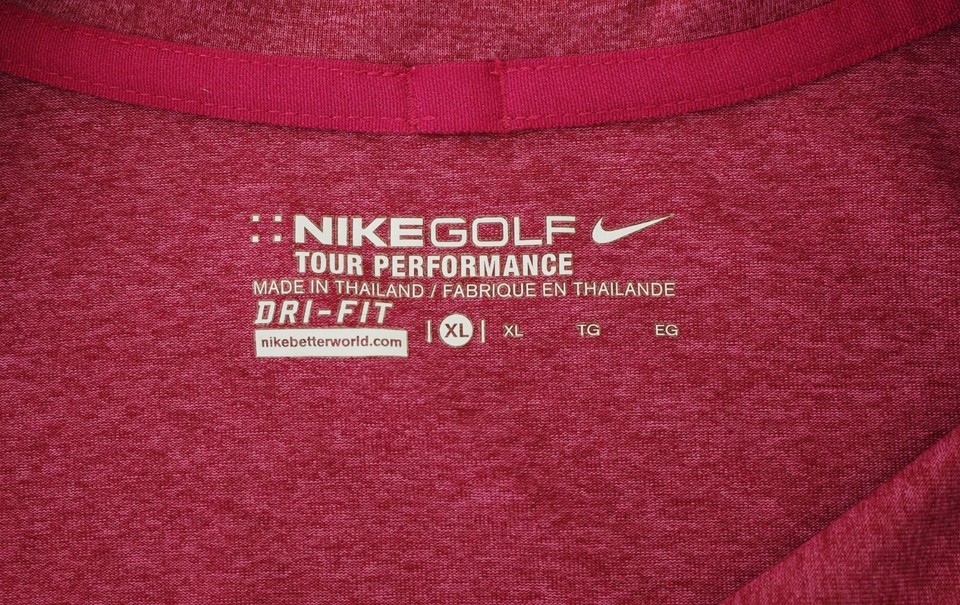 NIKEGOLF
TOUR PERFORMANCE
MADE IN THAILAND / FABRIQUE EN THAILANDE
DRI-FIT
nikebetterworld.com | XL | XL TG EG